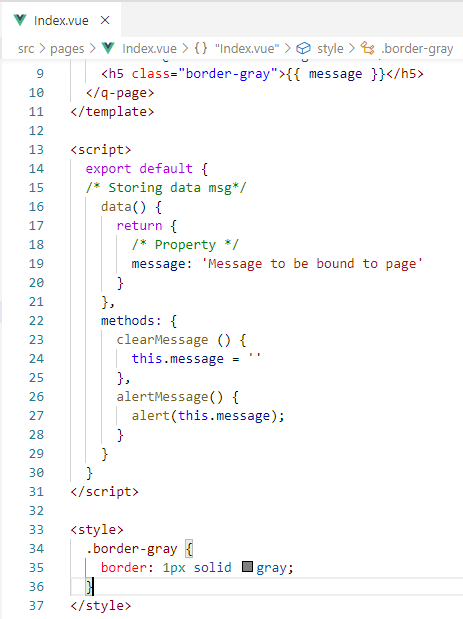 Index.vue ×
src > pages > Index.vue > {} "Index.vue" > style > .border-gray
9 <h5 class="border-gray">{{ message }}</h5>
10 </q-page>
11 </template>
12
13 <script>
14 export default {
15 /* Storing data msg*/
16 data() {
17 return {
18 /* Property */
19 message: 'Message to be bound to page'
20 }
21 },
22 methods: {
23 clearMessage () {
24 this.message = ''
25 },
26 alertMessage() {
27 alert(this.message);
28 }
29 }
30 }
31 </script>
32
33 <style>
34 .border-gray {
35 border: 1px solid gray;
36 }
37 </style>